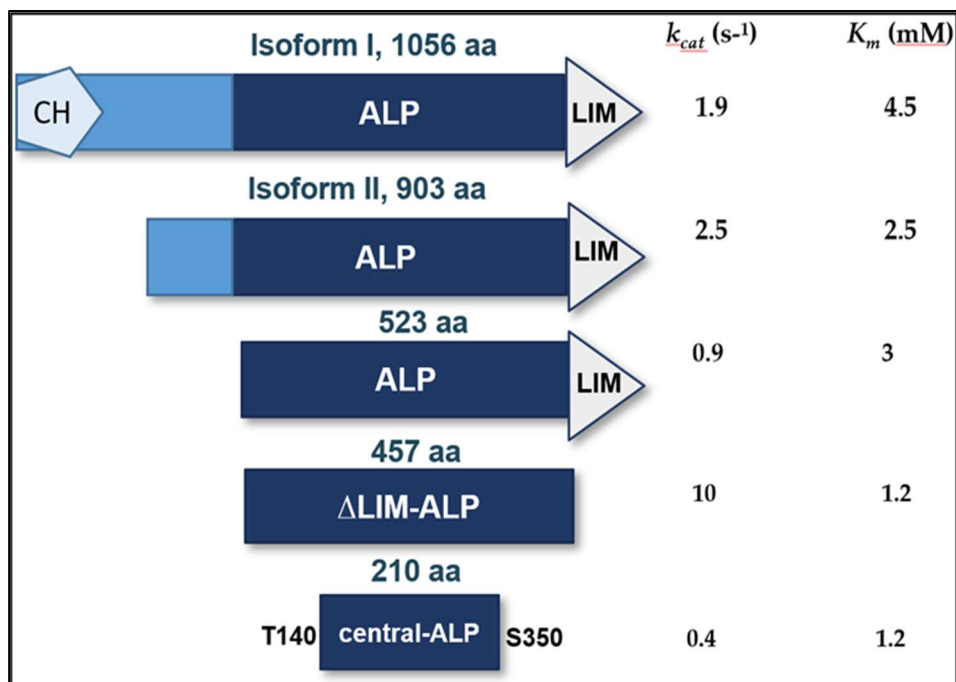 k_cat (s-¹) K_m (mM)
Isoform I, 1056 aa
CH ALP LIM 1.9 4.5
Isoform II, 903 aa
ALP LIM 2.5 2.5
523 aa
ALP LIM 0.9 3
457 aa
ΔLIM-ALP 10 1.2
210 aa
T140 central-ALP S350 0.4 1.2